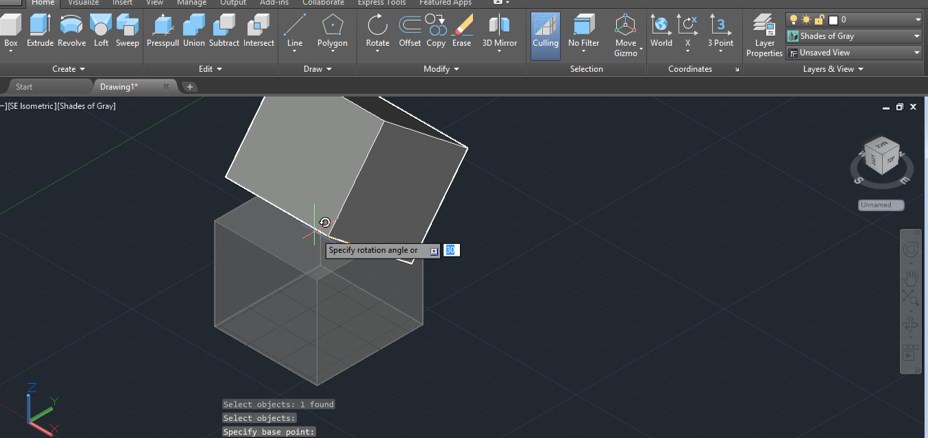 Home Visualize Insert View Manage Output Add-ins Collaborate Express Tools Featured Apps
Box Extrude Revolve Loft Sweep Presspull Union Subtract Intersect Line Polygon Rotate Offset Copy Erase 3D Mirror Culling No Filter Move Gizmo World X 3 Point Layer Properties
0
Shades of Gray
Unsaved View
Create Edit Draw Modify Selection Coordinates Layers & View
Start Drawing1*
[SE Isometric][Shades of Gray]
S E
Unnamed
Specify rotation angle or 30
Z
Y
X
Select objects: 1 found
Select objects:
Specify base point: